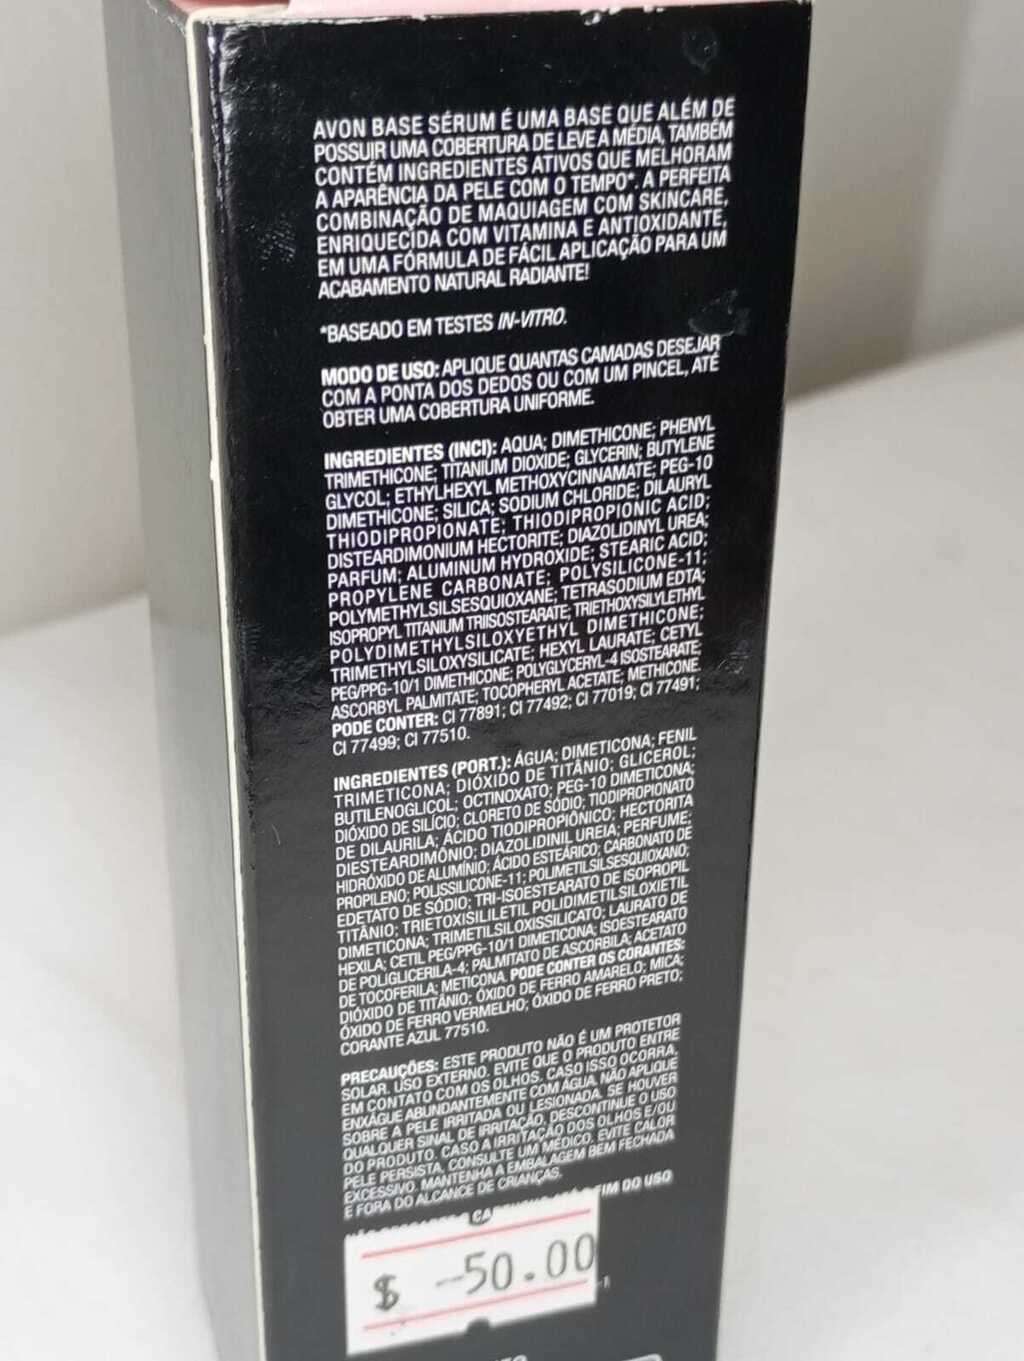 AVON BASE SÉRUM É UMA BASE QUE ALÉM DE
POSSUIR UMA COBERTURA DE LEVE A MÉDIA, TAMBÉM
CONTÉM INGREDIENTES ATIVOS QUE MELHORAM
A APARÊNCIA DA PELE COM O TEMPO*. A PERFEITA
COMBINAÇÃO DE MAQUIAGEM COM SKINCARE,
ENRIQUECIDA COM VITAMINA E ANTIOXIDANTE,
EM UMA FÓRMULA DE FÁCIL APLICAÇÃO PARA UM
ACABAMENTO NATURAL RADIANTE!
*BASEADO EM TESTES IN-VITRO.
MODO DE USO: APLIQUE QUANTAS CAMADAS DESEJAR
COM A PONTA DOS DEDOS OU COM UM PINCEL, ATÉ
OBTER UMA COBERTURA UNIFORME.
INGREDIENTES (INCI): AQUA; DIMETHICONE; PHENYL
TRIMETHICONE; TITANIUM DIOXIDE; GLYCERIN; BUTYLENE
GLYCOL; ETHYLHEXYL METHOXYCINNAMATE; PEG-10
DIMETHICONE; SILICA; SODIUM CHLORIDE; DILAURYL
THIODIPROPIONATE; THIODIPROPIONIC ACID;
DISTEARDIMONIUM HECTORITE; DIAZOLIDINYL UREA;
PARFUM; ALUMINUM HYDROXIDE; STEARIC ACID;
PROPYLENE CARBONATE; POLYSILICONE-11;
POLYMETHYLSILSESQUIOXANE; TETRASODIUM EDTA;
ISOPROPYL TITANIUM TRIISOSTEARATE; TRIETHOXYSILYLETHYL
POLYDIMETHYLSILOXYETHYL DIMETHICONE;
TRIMETHYLSILOXYSILICATE; HEXYL LAURATE; CETYL
PEG/PPG-10/1 DIMETHICONE; POLYGLYCERYL-4 ISOSTEARATE;
ASCORBYL PALMITATE; TOCOPHERYL ACETATE; METHICONE.
PODE CONTER: CI 77891; CI 77492; CI 77019; CI 77491;
CI 77499; CI 77510.
INGREDIENTES (PORT.): ÁGUA; DIMETICONA; FENIL
TRIMETICONA; DIÓXIDO DE TITÂNIO; GLICEROL;
BUTILENOGLICOL; OCTINOXATO; PEG-10 DIMETICONA;
DIÓXIDO DE SILÍCIO; CLORETO DE SÓDIO; TIODIPROPIONATO
DE DILAURILA; ÁCIDO TIODIPROPIÔNICO; HECTORITA
DIESTEARDIMÔNIO; DIAZOLIDINIL UREIA; PERFUME;
HIDRÓXIDO DE ALUMÍNIO; ÁCIDO ESTEÁRICO; CARBONATO DE
PROPILENO; POLISSILICONE-11; POLIMETILSILSESQUIOXANO;
EDETATO DE SÓDIO; TRI-ISOESTEARATO DE ISOPROPIL
TITÂNIO; TRIETOXISILILETIL POLIDIMETILSILOXIETIL
DIMETICONA; TRIMETILSILOXISSILICATO; LAURATO DE
HEXILA; CETIL PEG/PPG-10/1 DIMETICONA; ISOESTEARATO
DE POLIGLICERILA-4; PALMITATO DE ASCORBILA; ACETATO
DE TOCOFERILA; METICONA. PODE CONTER OS CORANTES:
DIÓXIDO DE TITÂNIO; ÓXIDO DE FERRO AMARELO; MICA;
ÓXIDO DE FERRO VERMELHO; ÓXIDO DE FERRO PRETO;
CORANTE AZUL 77510.
PRECAUÇÕES: ESTE PRODUTO NÃO É UM PROTETOR
SOLAR. USO EXTERNO. EVITE QUE O PRODUTO ENTRE
EM CONTATO COM OS OLHOS. CASO ISSO OCORRA,
ENXÁGUE ABUNDANTEMENTE COM ÁGUA. NÃO APLIQUE
SOBRE A PELE IRRITADA OU LESIONADA. SE HOUVER
QUALQUER SINAL DE IRRITAÇÃO, DESCONTINUE O USO
DO PRODUTO. CASO A IRRITAÇÃO DOS OLHOS E/OU
PELE PERSISTA, CONSULTE UM MÉDICO. EVITE CALOR
EXCESSIVO. MANTENHA A EMBALAGEM BEM FECHADA
E FORA DO ALCANCE DE CRIANÇAS.
FIM DO USO
$ -50.00